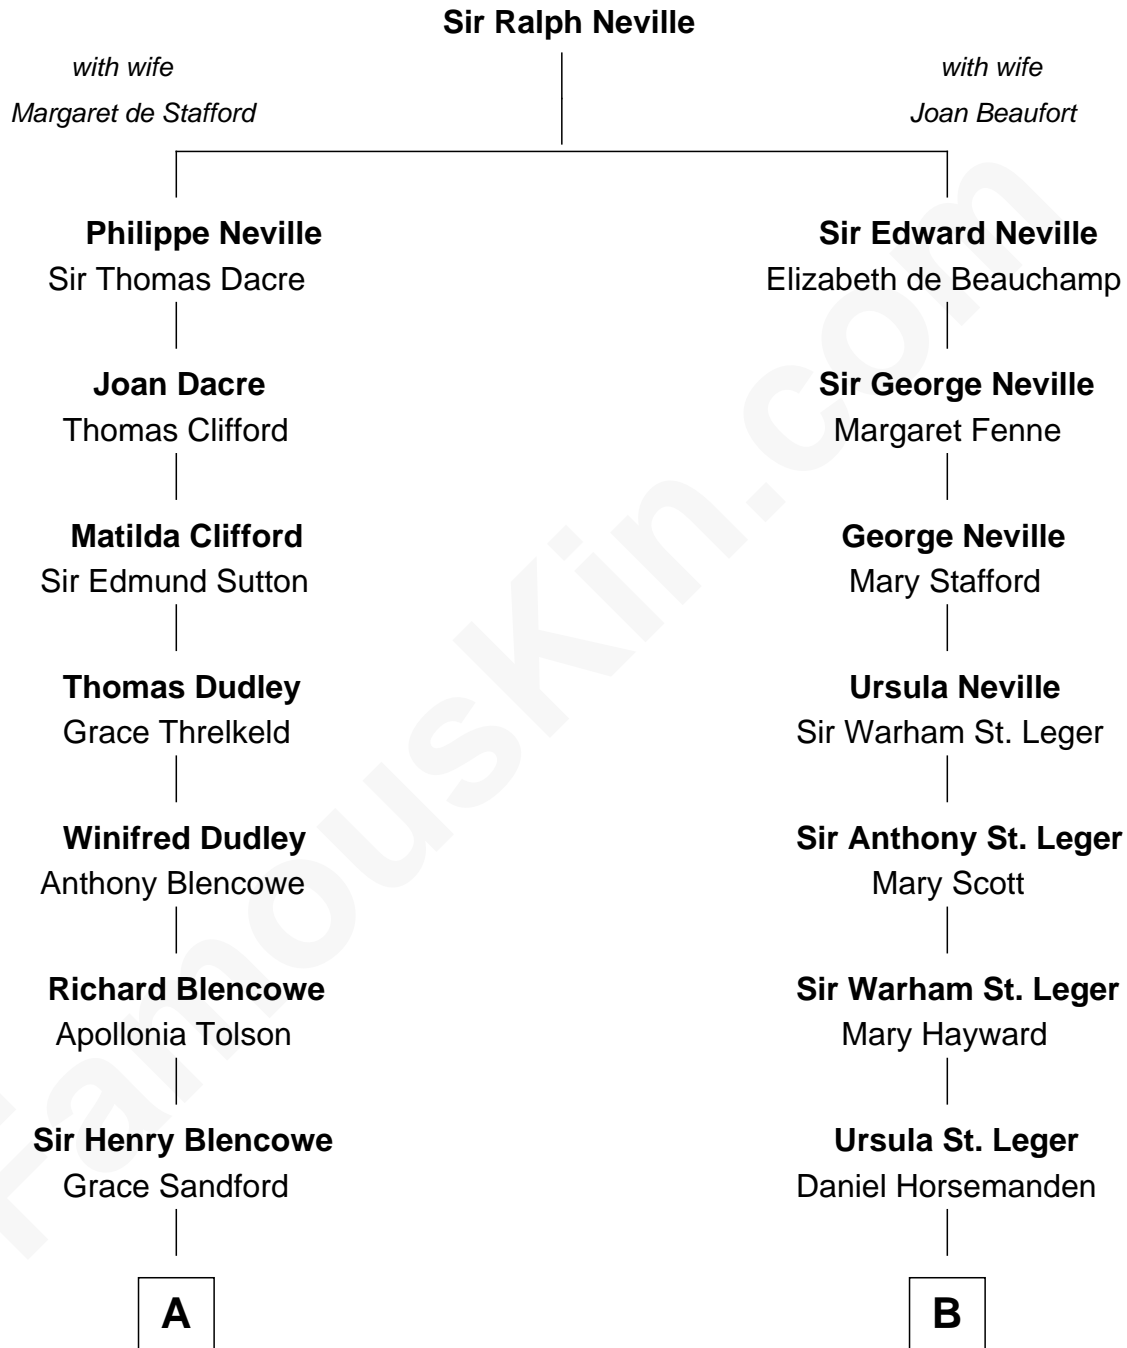 Sir Ralph Neville
with wife
Margaret de Stafford
with wife
Joan Beaufort
Philippe Neville
Sir Thomas Dacre
Joan Dacre
Thomas Clifford
Matilda Clifford
Sir Edmund Sutton
Thomas Dudley
Grace Threlkeld
Winifred Dudley
Anthony Blencowe
Richard Blencowe
Apollonia Tolson
Sir Henry Blencowe
Grace Sandford
A
Sir Edward Neville
Elizabeth de Beauchamp
Sir George Neville
Margaret Fenne
George Neville
Mary Stafford
Ursula Neville
Sir Warham St. Leger
Sir Anthony St. Leger
Mary Scott
Sir Warham St. Leger
Mary Hayward
Ursula St. Leger
Daniel Horsemanden
B
FamousKin.com